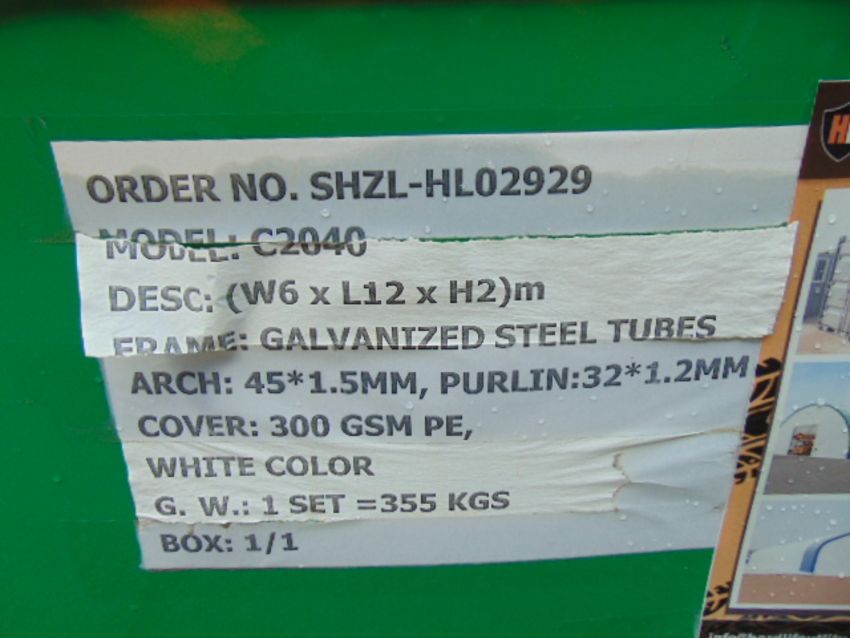 ORDER NO. SHZL-HL02929
MODEL: C2040
DESC: (W6 x L12 x H2)m
FRAME: GALVANIZED STEEL TUBES
ARCH: 45*1.5MM, PURLIN:32*1.2MM
COVER: 300 GSM PE,
WHITE COLOR
G. W.: 1 SET =355 KGS
BOX: 1/1